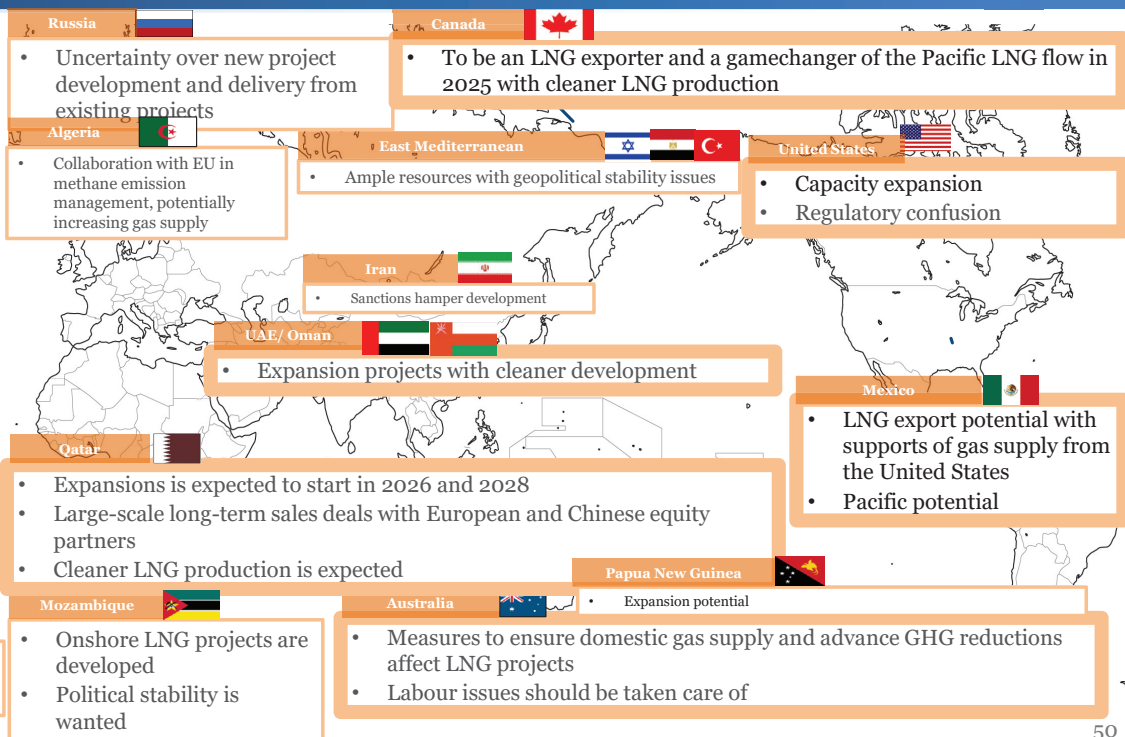 Russia
• Uncertainty over new project
development and delivery from
existing projects
Canada
• To be an LNG exporter and a gamechanger of the Pacific LNG flow in
2025 with cleaner LNG production
Algeria
• Collaboration with EU in
methane emission
management, potentially
increasing gas supply
East Mediterranean
• Ample resources with geopolitical stability issues
United States
• Capacity expansion
• Regulatory confusion
Iran
• Sanctions hamper development
UAE/ Oman
• Expansion projects with cleaner development
Mexico
• LNG export potential with
supports of gas supply from
the United States
• Pacific potential
Qatar
• Expansions is expected to start in 2026 and 2028
• Large-scale long-term sales deals with European and Chinese equity
partners
• Cleaner LNG production is expected
Papua New Guinea
• Expansion potential
Mozambique
• Onshore LNG projects are
developed
• Political stability is
wanted
Australia
• Measures to ensure domestic gas supply and advance GHG reductions
affect LNG projects
• Labour issues should be taken care of
50